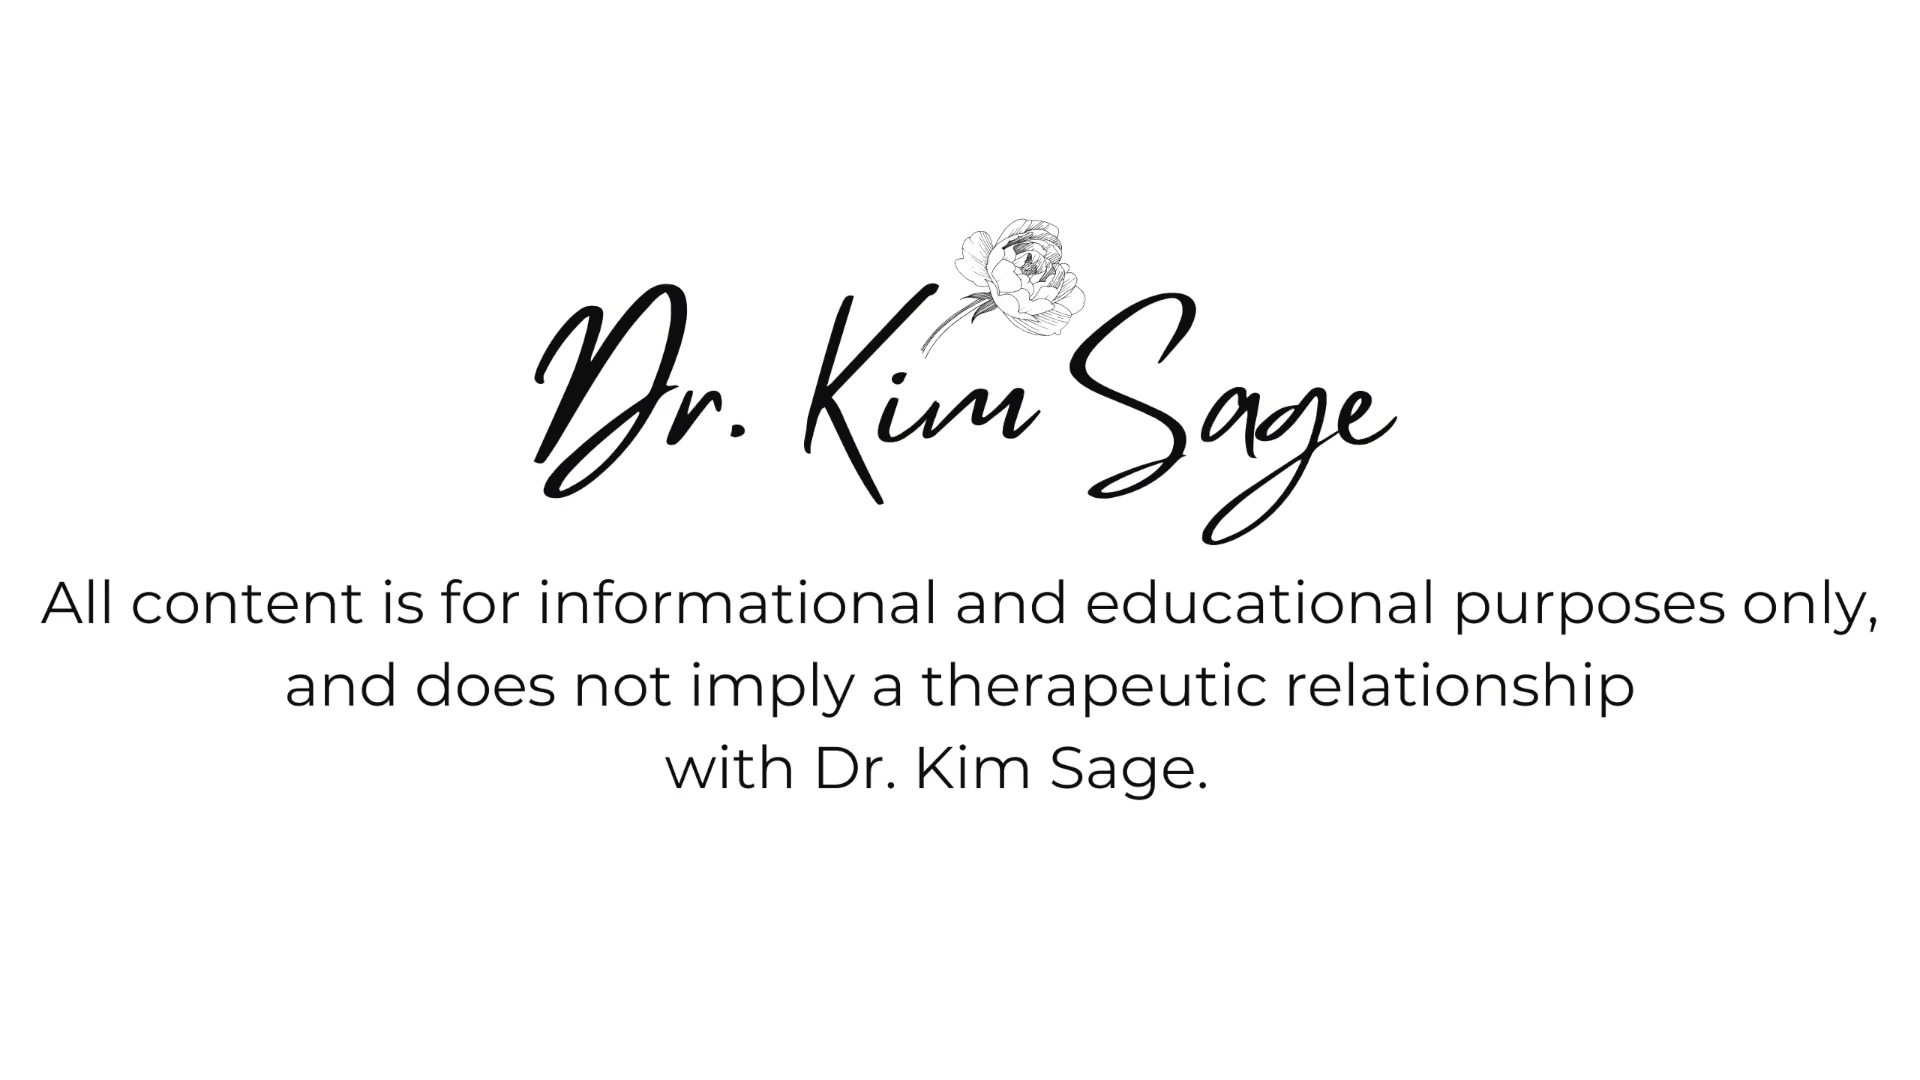 Dr. Kim Sage
All content is for informational and educational purposes only,
and does not imply a therapeutic relationship
with Dr. Kim Sage.